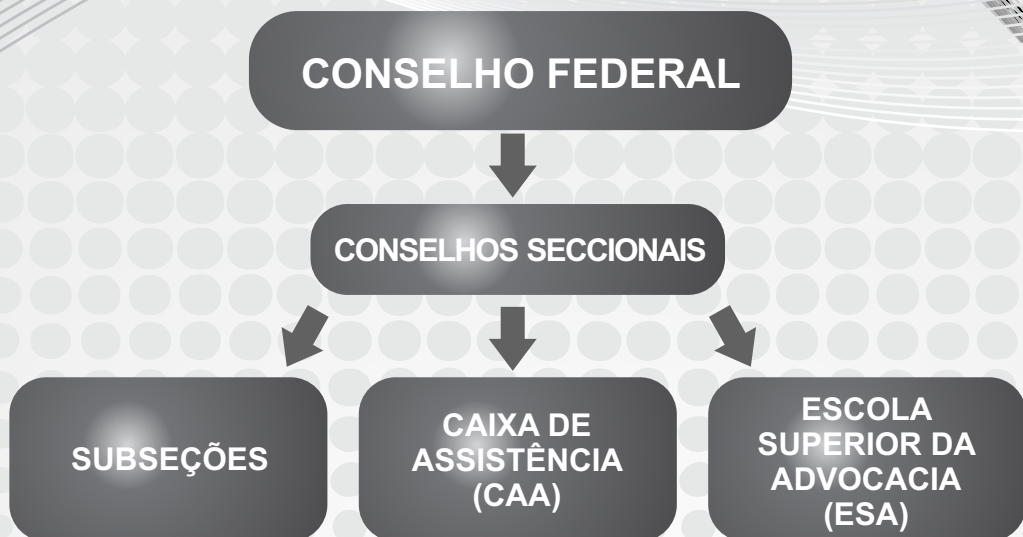 CONSELHO FEDERAL
CONSELHOS SECCIONAIS
SUBSEÇÕES
CAIXA DE
ASSISTÊNCIA
(CAA)
ESCOLA
SUPERIOR DA
ADVOCACIA
(ESA)